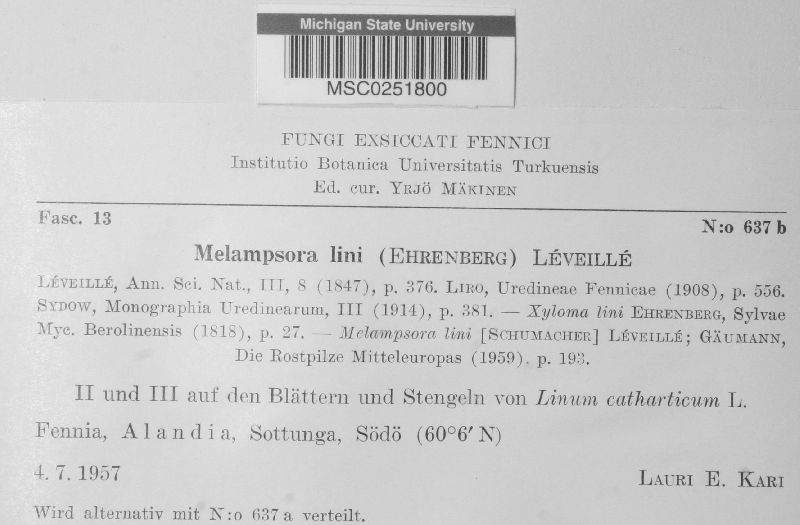 Michigan State University
MSC0251800
FUNGI EXSICCATI FENNICI
Institutio Botanica Universitatis Turkuensis
Ed. cur. YRJÖ MÄKINEN
Fasc. 13
N:o 637 b
Melampsora lini (EHRENBERG) LÉVEILLÉ
LÉVEILLÉ, Ann. Sci. Nat., III, 8 (1847), p. 376. LIRO, Uredineae Fennicae (1908), p. 556.
SYDOW, Monographia Uredinearum, III (1914), p. 381. — Xyloma lini EHRENBERG, Sylvae
Myc. Berolinensis (1818), p. 27. — Melampsora lini [SCHUMACHER] LÉVEILLÉ; GÄUMANN,
Die Rostpilze Mitteleuropas (1959). p. 193.
II und III auf den Blättern und Stengeln von Linum catharticum L.
Fennia, Alandia, Sottunga, Södö (60°6′ N)
4. 7. 1957
LAURI E. KARI
Wird alternativ mit N:o 637 a verteilt.